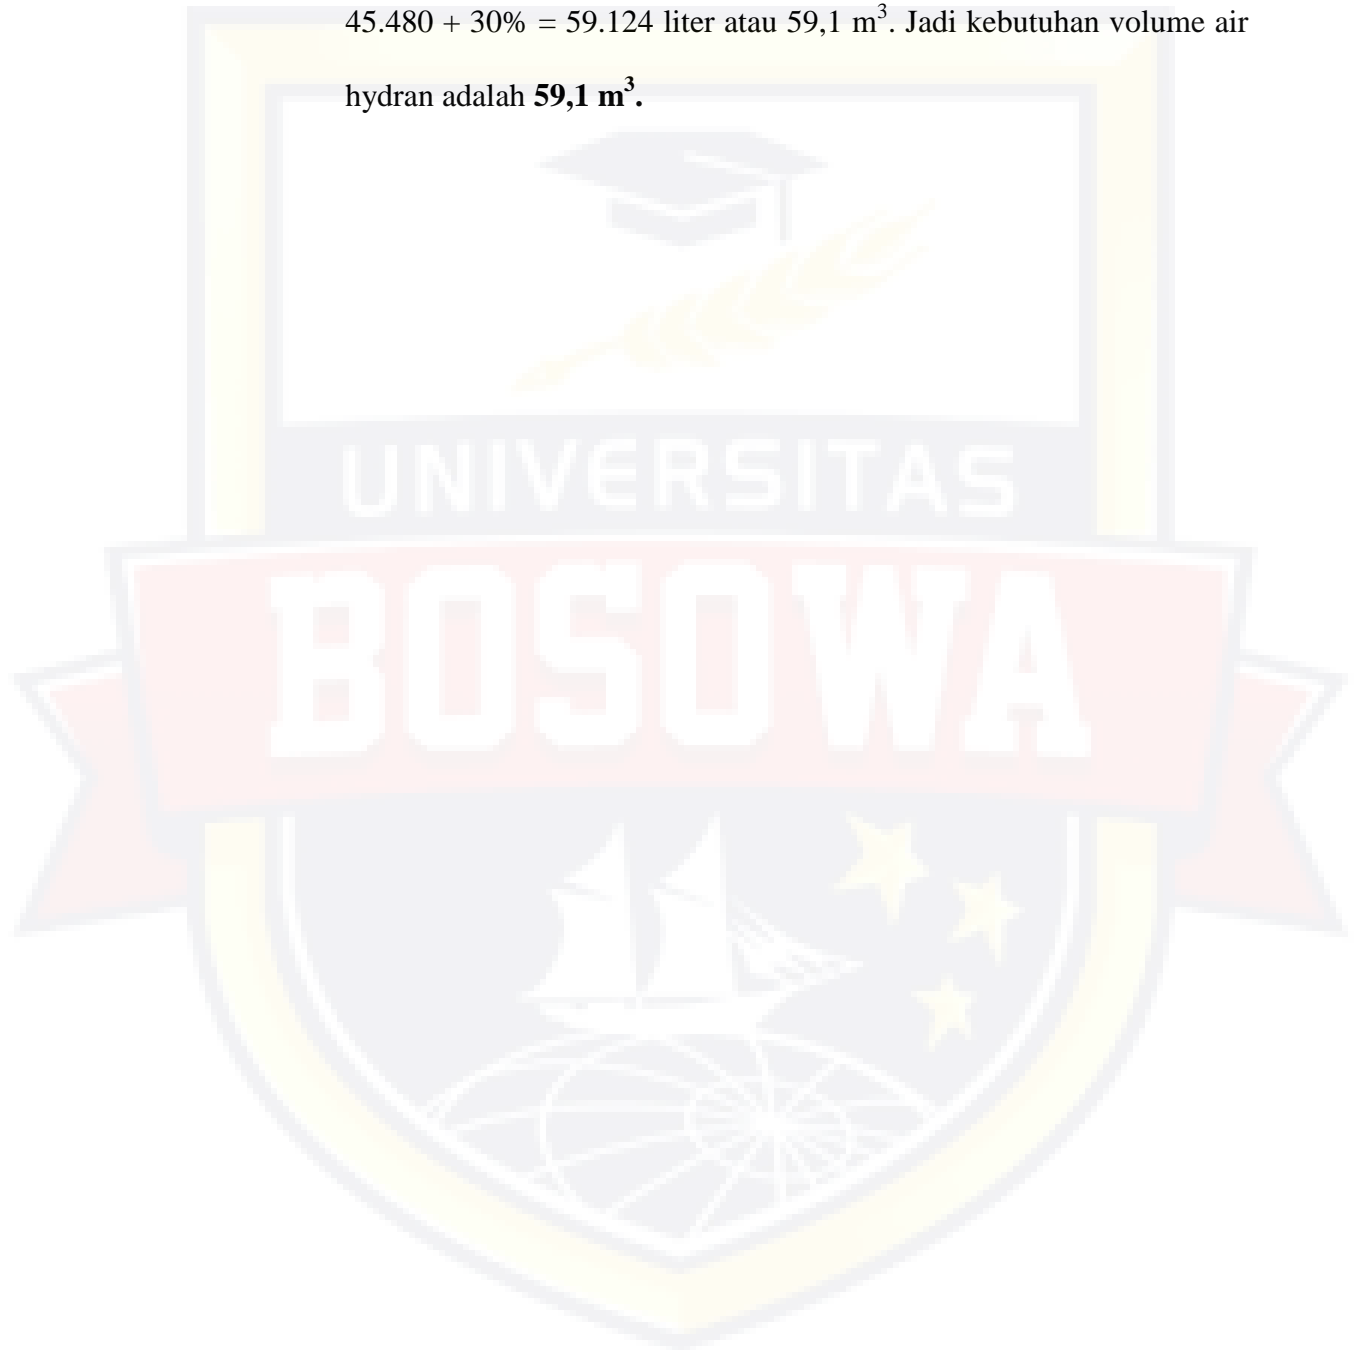 45.480 + 30% = 59.124 liter atau 59,1 m³. Jadi kebutuhan volume air
hydran adalah 59,1 m³.
UNIVERSITAS
BOSOWA